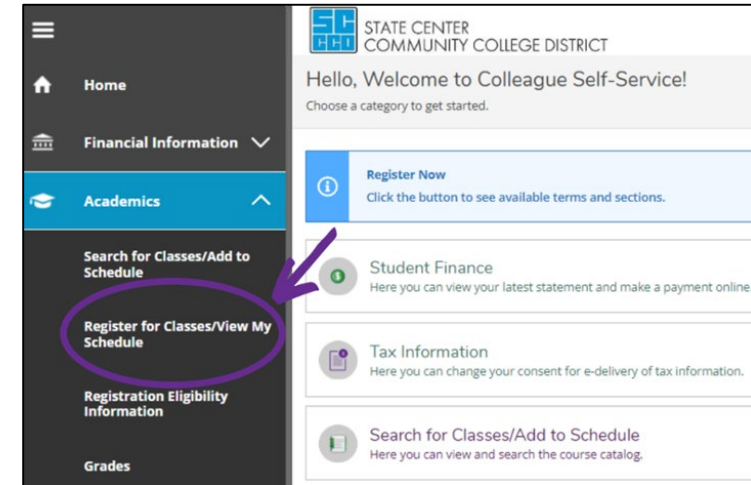 Home
Financial Information
Academics
Search for Classes/Add to
Schedule
Register for Classes/View My
Schedule
Registration Eligibility
Information
Grades
SC
CCD
STATE CENTER
COMMUNITY COLLEGE DISTRICT
Hello, Welcome to Colleague Self-Service!
Choose a category to get started.
Register Now
Click the button to see available terms and sections.
Student Finance
Here you can view your latest statement and make a payment online.
Tax Information
Here you can change your consent for e-delivery of tax information.
Search for Classes/Add to Schedule
Here you can view and search the course catalog.